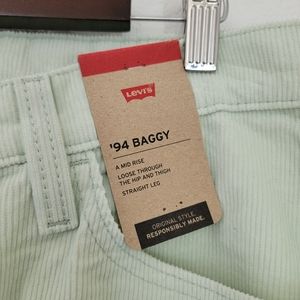 Levi's
'94 BAGGY
A MID RISE
LOOSE THROUGH
THE HIP AND THIGH
STRAIGHT LEG
ORIGINAL STYLE.
RESPONSIBLY MADE.